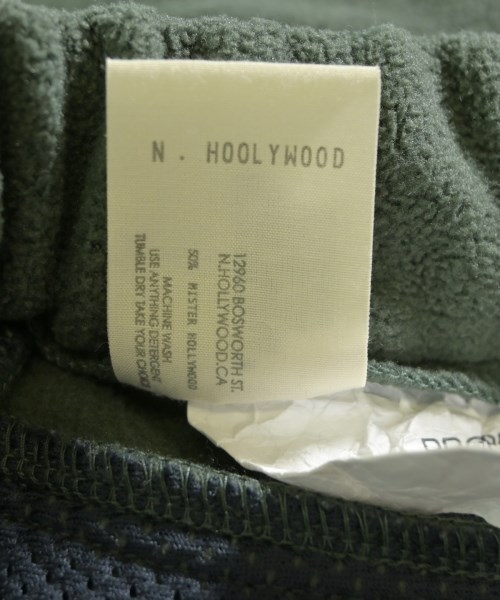 N . HOOLYWOOD
12960 BOSWORTH ST.
N.HOLLYWOOD.CA
50% MISTER HOLLYWOOD
MACHINE WASH
USE ANYTHING DETERGENT
TUMBLE DRY TAKE YOUR CHOICE